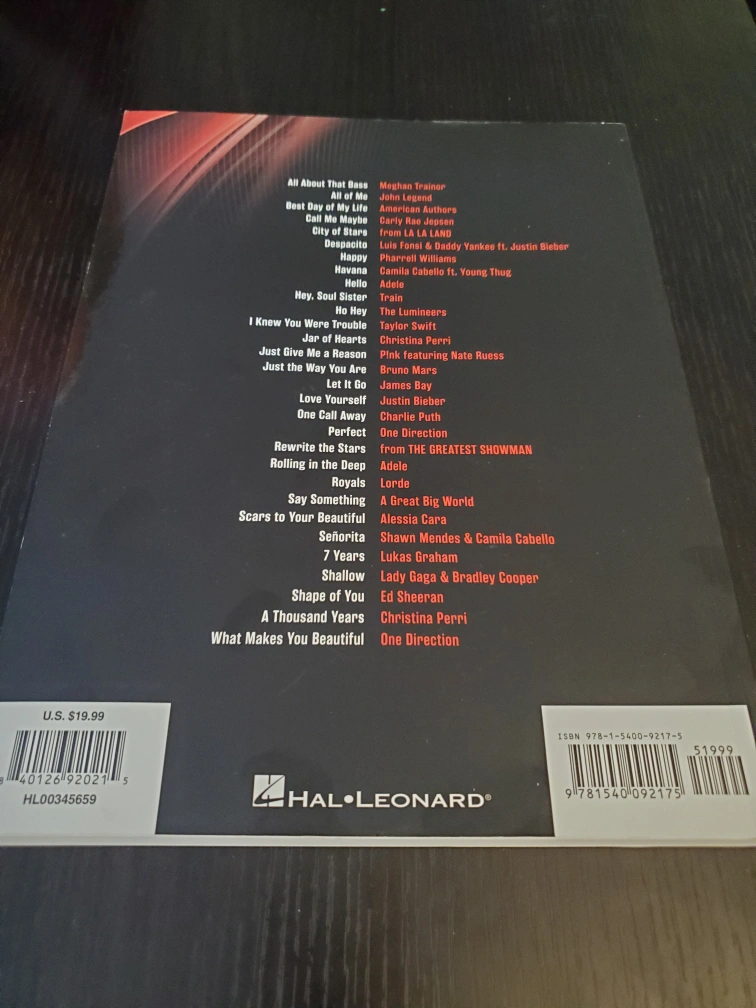 All About That Bass Meghan Trainor
All of Me John Legend
Best Day of My Life American Authors
Call Me Maybe Carly Rae Jepsen
City of Stars from LA LA LAND
Despacito Luis Fonsi & Daddy Yankee ft. Justin Bieber
Happy Pharrell Williams
Havana Camila Cabello ft. Young Thug
Hello Adele
Hey, Soul Sister Train
Ho Hey The Lumineers
I Knew You Were Trouble Taylor Swift
Jar of Hearts Christina Perri
Just Give Me a Reason P!nk featuring Nate Ruess
Just the Way You Are Bruno Mars
Let It Go James Bay
Love Yourself Justin Bieber
One Call Away Charlie Puth
Perfect One Direction
Rewrite the Stars from THE GREATEST SHOWMAN
Rolling in the Deep Adele
Royals Lorde
Say Something A Great Big World
Scars to Your Beautiful Alessia Cara
Señorita Shawn Mendes & Camila Cabello
7 Years Lukas Graham
Shallow Lady Gaga & Bradley Cooper
Shape of You Ed Sheeran
A Thousand Years Christina Perri
What Makes You Beautiful One Direction
U.S. $19.99
8 40126 92021 5
HL00345659
HAL•LEONARD®
ISBN 978-1-5400-9217-5
51999
9 781540 092175